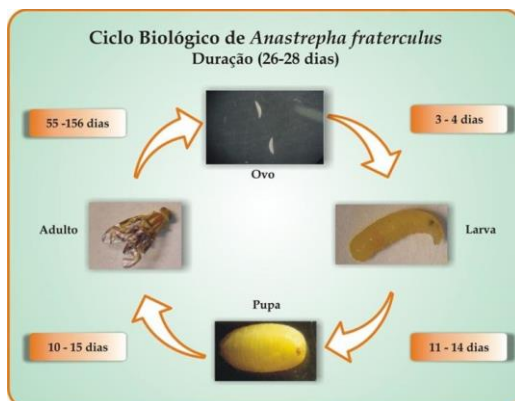 Ciclo Biológico de Anastrepha fraterculus
Duração (26-28 dias)
55 -156 dias
3 - 4 dias
Ovo
Adulto
Larva
Pupa
10 - 15 dias
11 - 14 dias